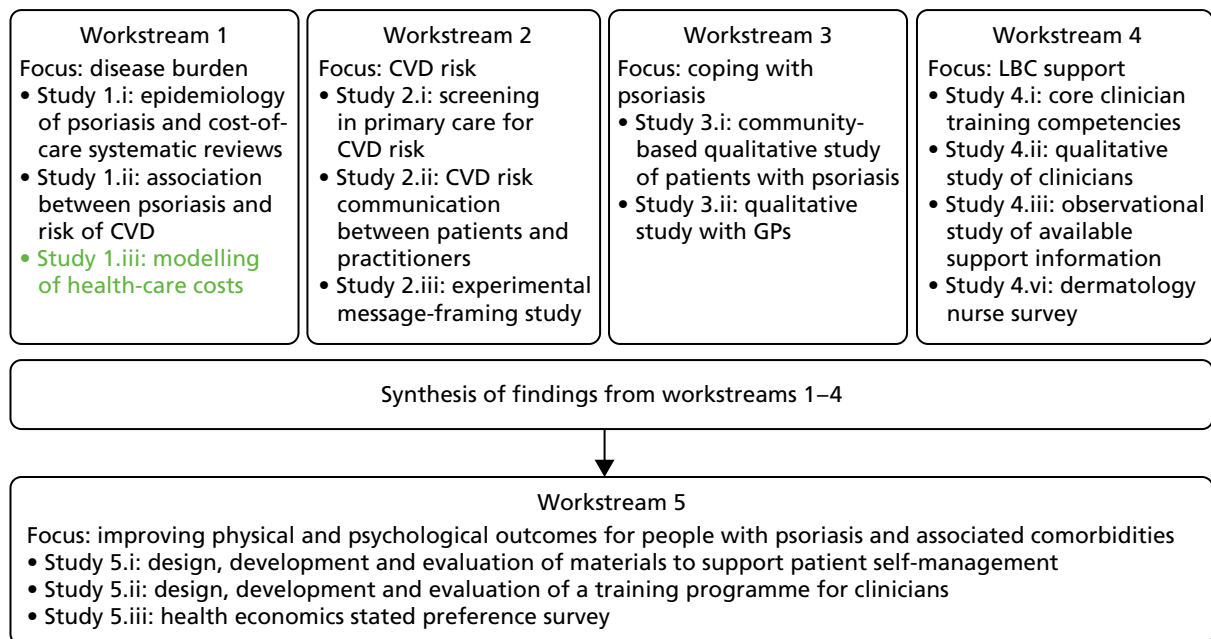 Workstream 1
Focus: disease burden
• Study 1.i: epidemiology
of psoriasis and cost-of-
care systematic reviews
• Study 1.ii: association
between psoriasis and
risk of CVD
• Study 1.iii: modelling
of health-care costs
Workstream 2
Focus: CVD risk
• Study 2.i: screening
in primary care for
CVD risk
• Study 2.ii: CVD risk
communication
between patients and
practitioners
• Study 2.iii: experimental
message-framing study
Workstream 3
Focus: coping with
psoriasis
• Study 3.i: community-
based qualitative study
of patients with psoriasis
• Study 3.ii: qualitative
study with GPs
Workstream 4
Focus: LBC support
• Study 4.i: core clinician
training competencies
• Study 4.ii: qualitative
study of clinicians
• Study 4.iii: observational
study of available
support information
• Study 4.vi: dermatology
nurse survey
Synthesis of findings from workstreams 1–4
Workstream 5
Focus: improving physical and psychological outcomes for people with psoriasis and associated comorbidities
• Study 5.i: design, development and evaluation of materials to support patient self-management
• Study 5.ii: design, development and evaluation of a training programme for clinicians
• Study 5.iii: health economics stated preference survey